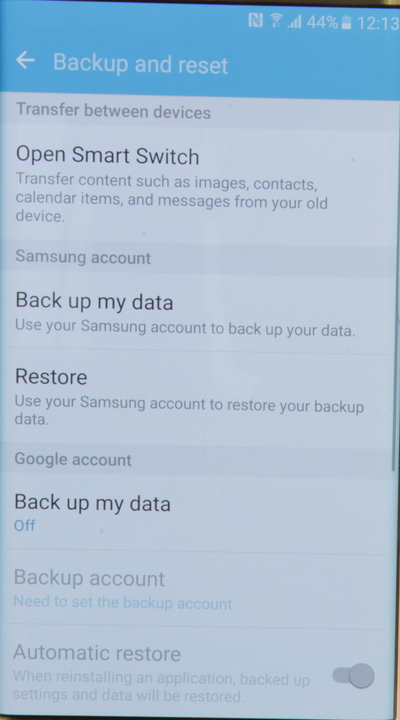 44% 12:13
Backup and reset
Transfer between devices
Open Smart Switch
Transfer content such as images, contacts,
calendar items, and messages from your old
device.
Samsung account
Back up my data
Use your Samsung account to back up your data.
Restore
Use your Samsung account to restore your backup
data.
Google account
Back up my data
Off
Backup account
Need to set the backup account
Automatic restore
When reinstalling an application, backed up
settings and data will be restored.